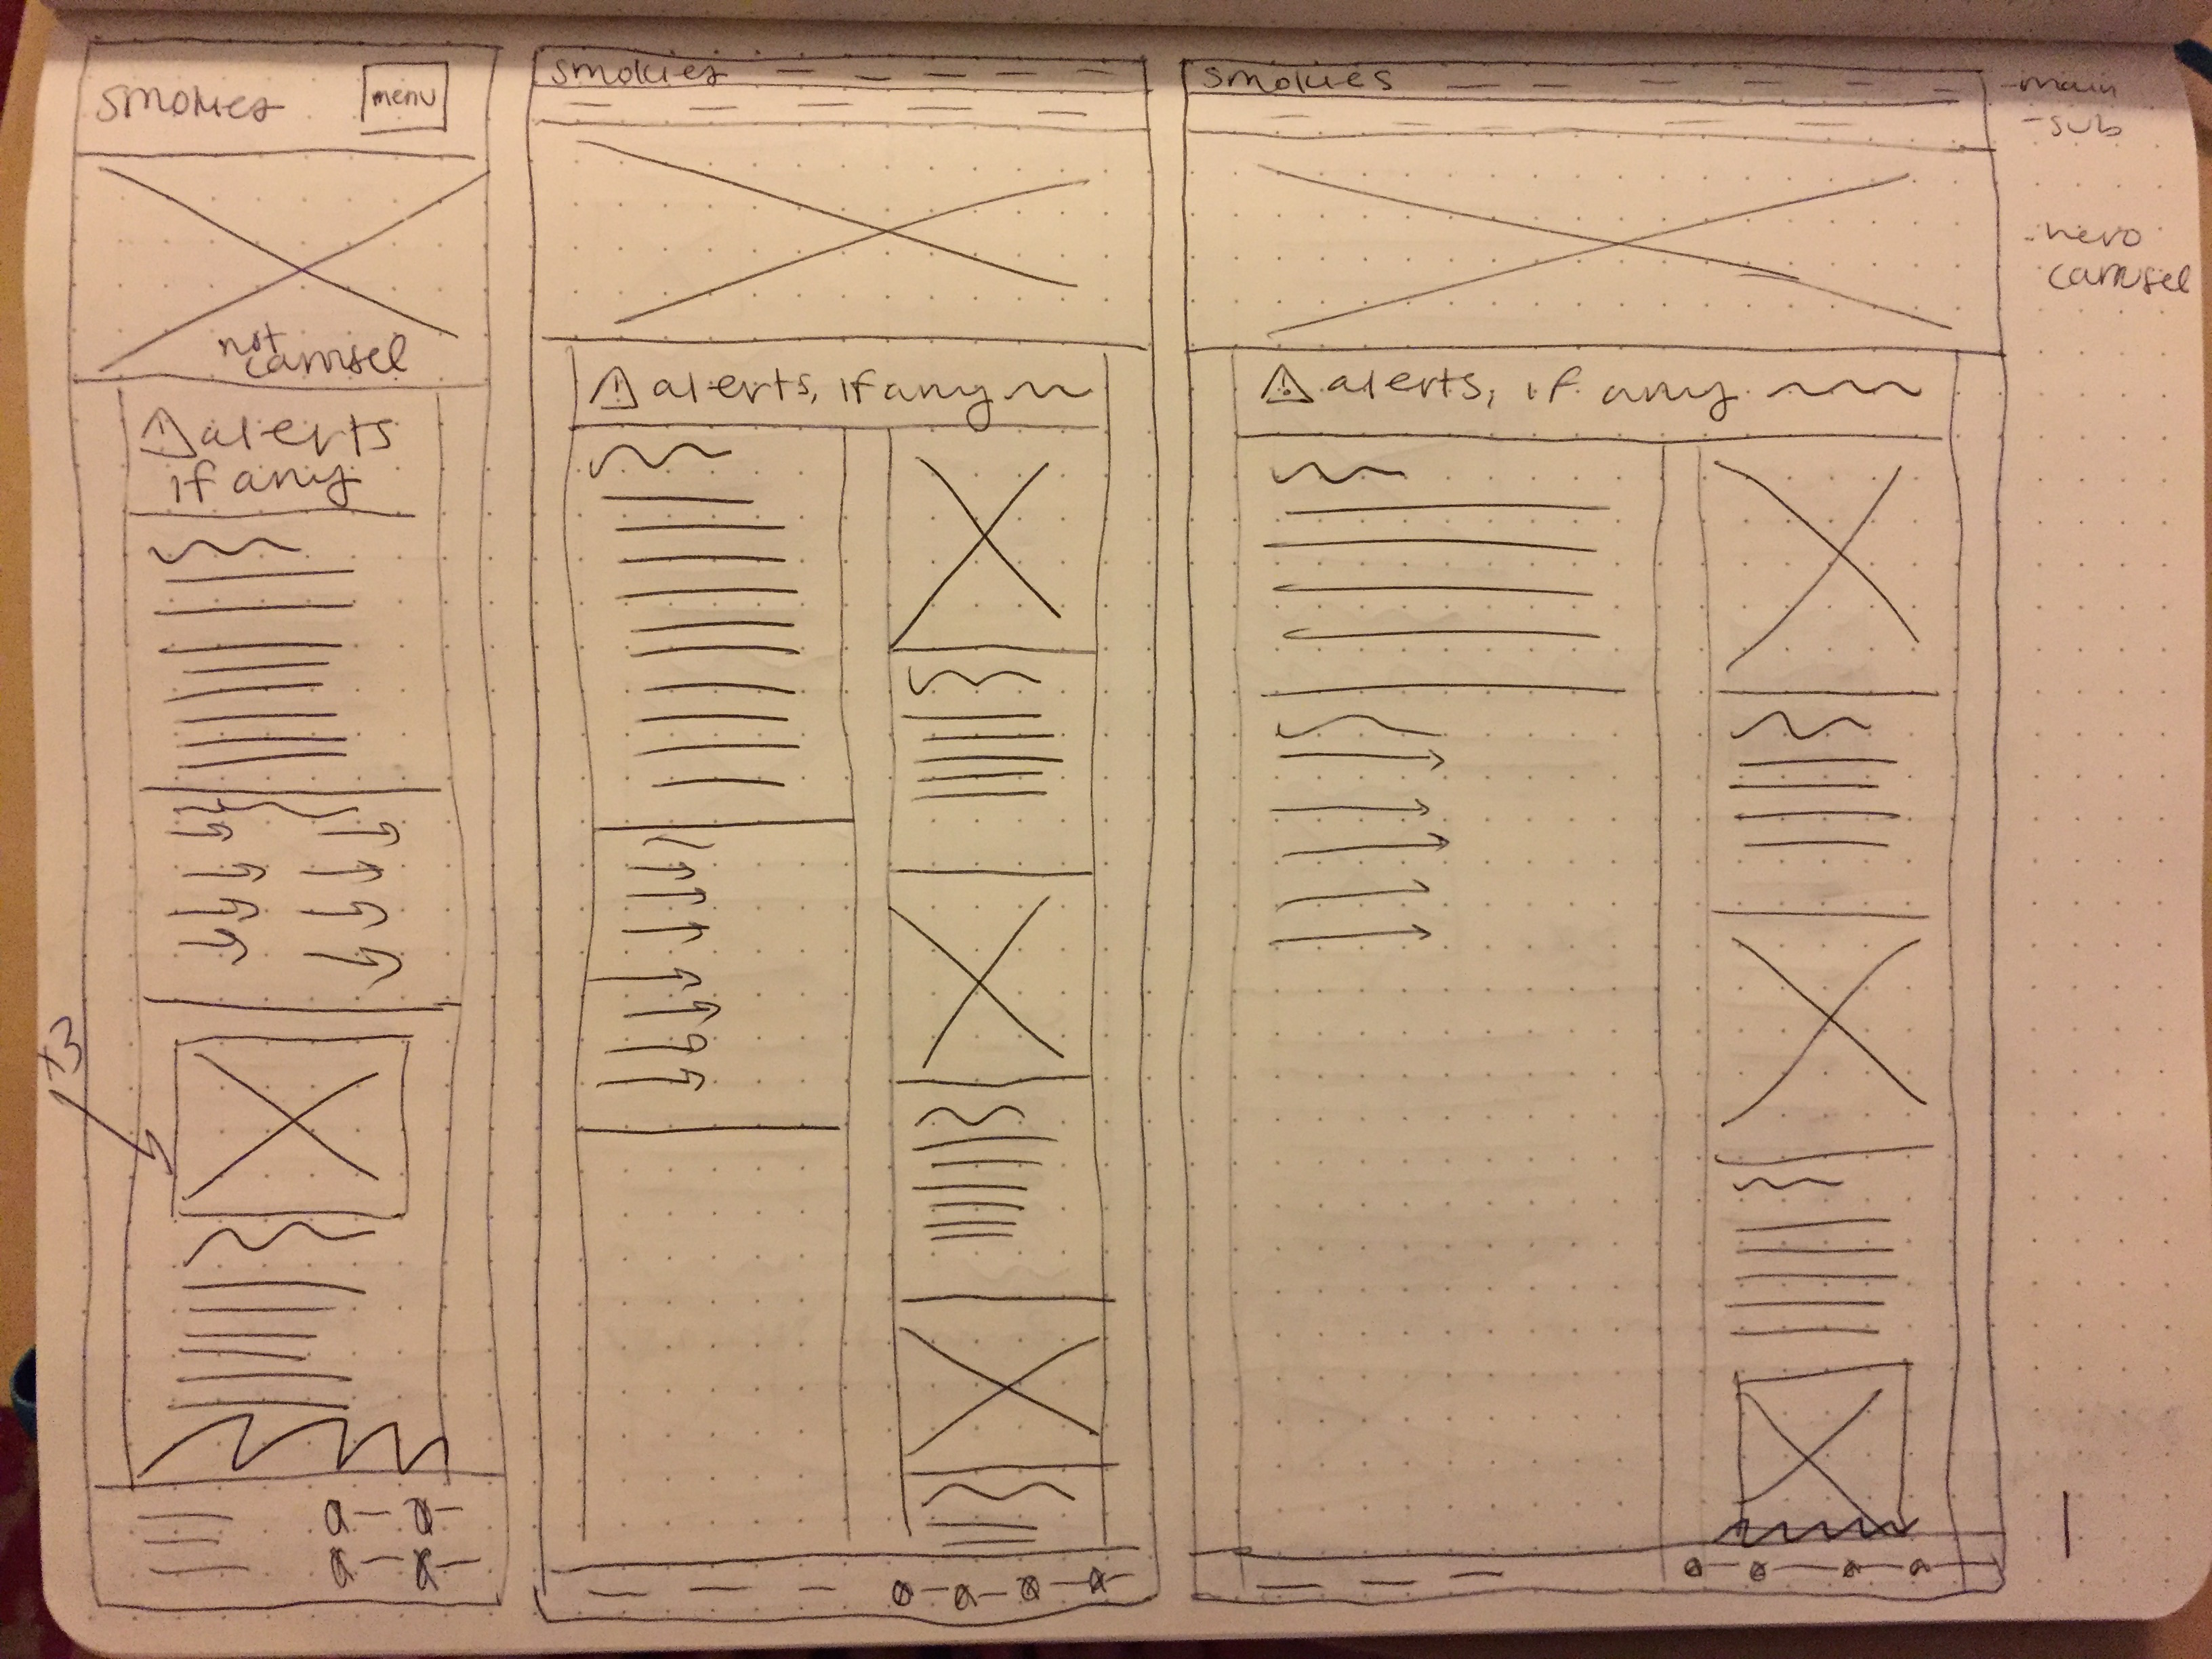 smokies
menu
not
carousel
! alerts
if any
x3
smokies
! alerts, if any
smokies
! alerts, if any
-main
-sub
-hero
carousel